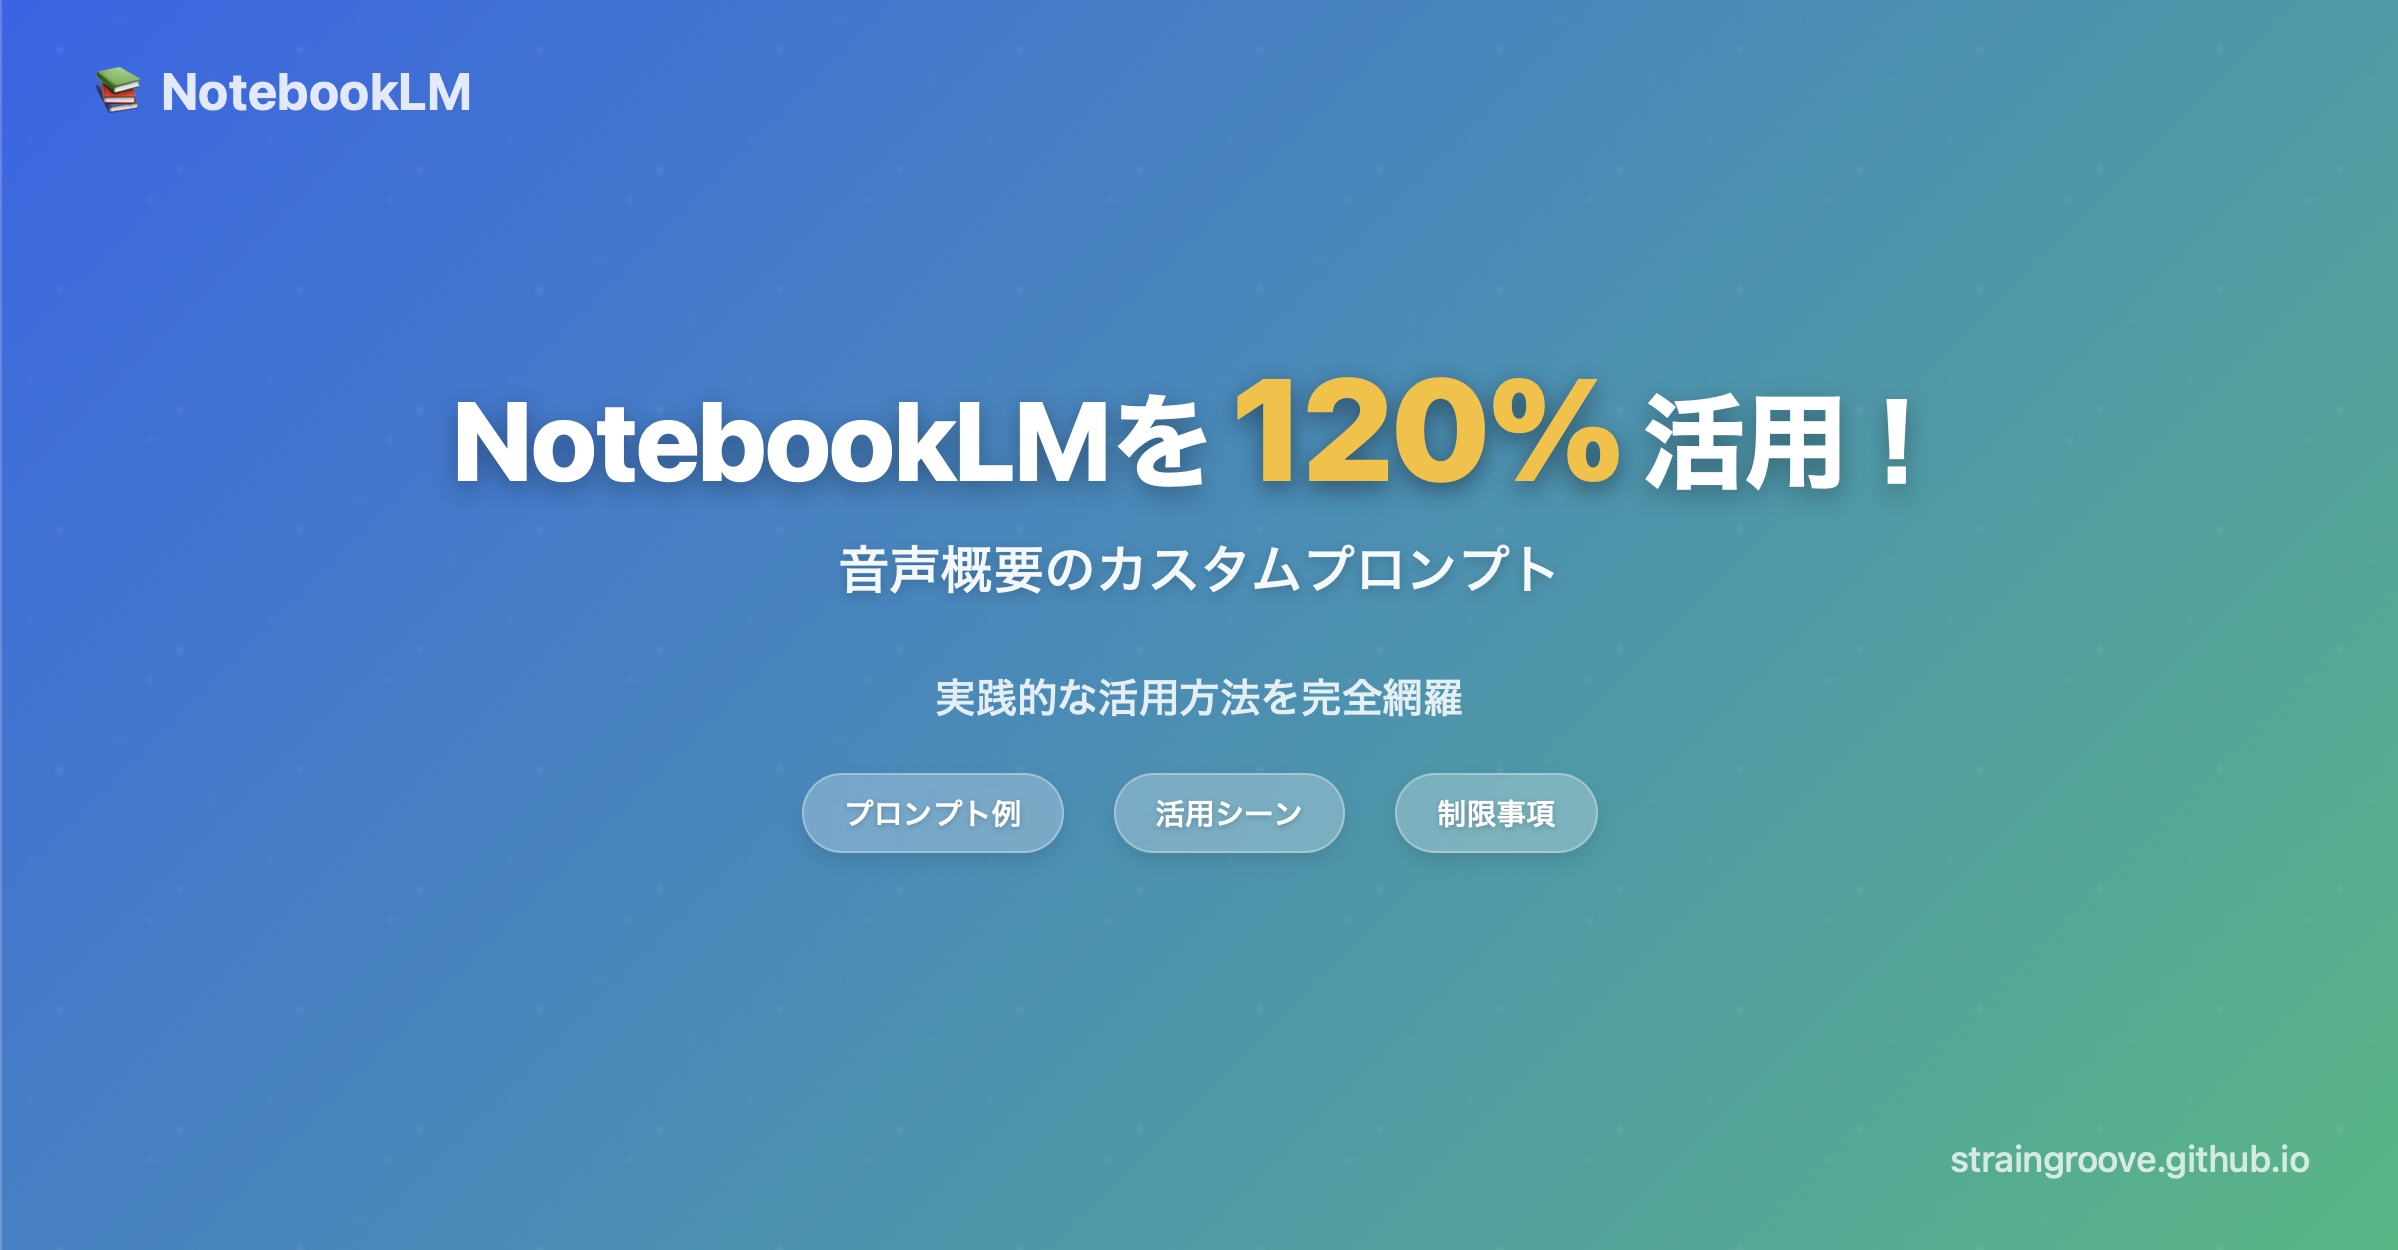 📚 NotebookLM
NotebookLMを 120% 活用！
音声概要のカスタムプロンプト
実践的な活用方法を完全網羅
プロンプト例 活用シーン 制限事項
straingroove.github.io